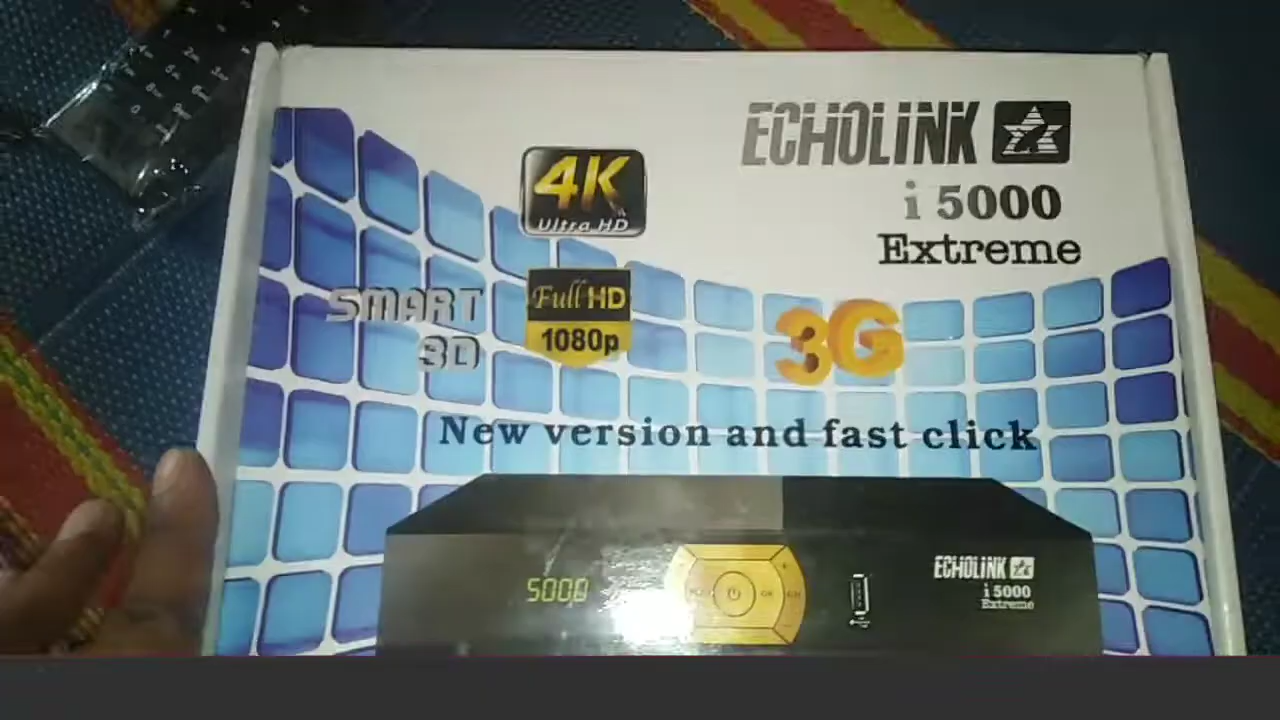 ECHOLINK
i 5000
Extreme
4K
Ultra HD
Full HD
1080p
SMART
3D
3G
New version and fast click
5000
OK
ECHOLINK
i 5000
Extreme